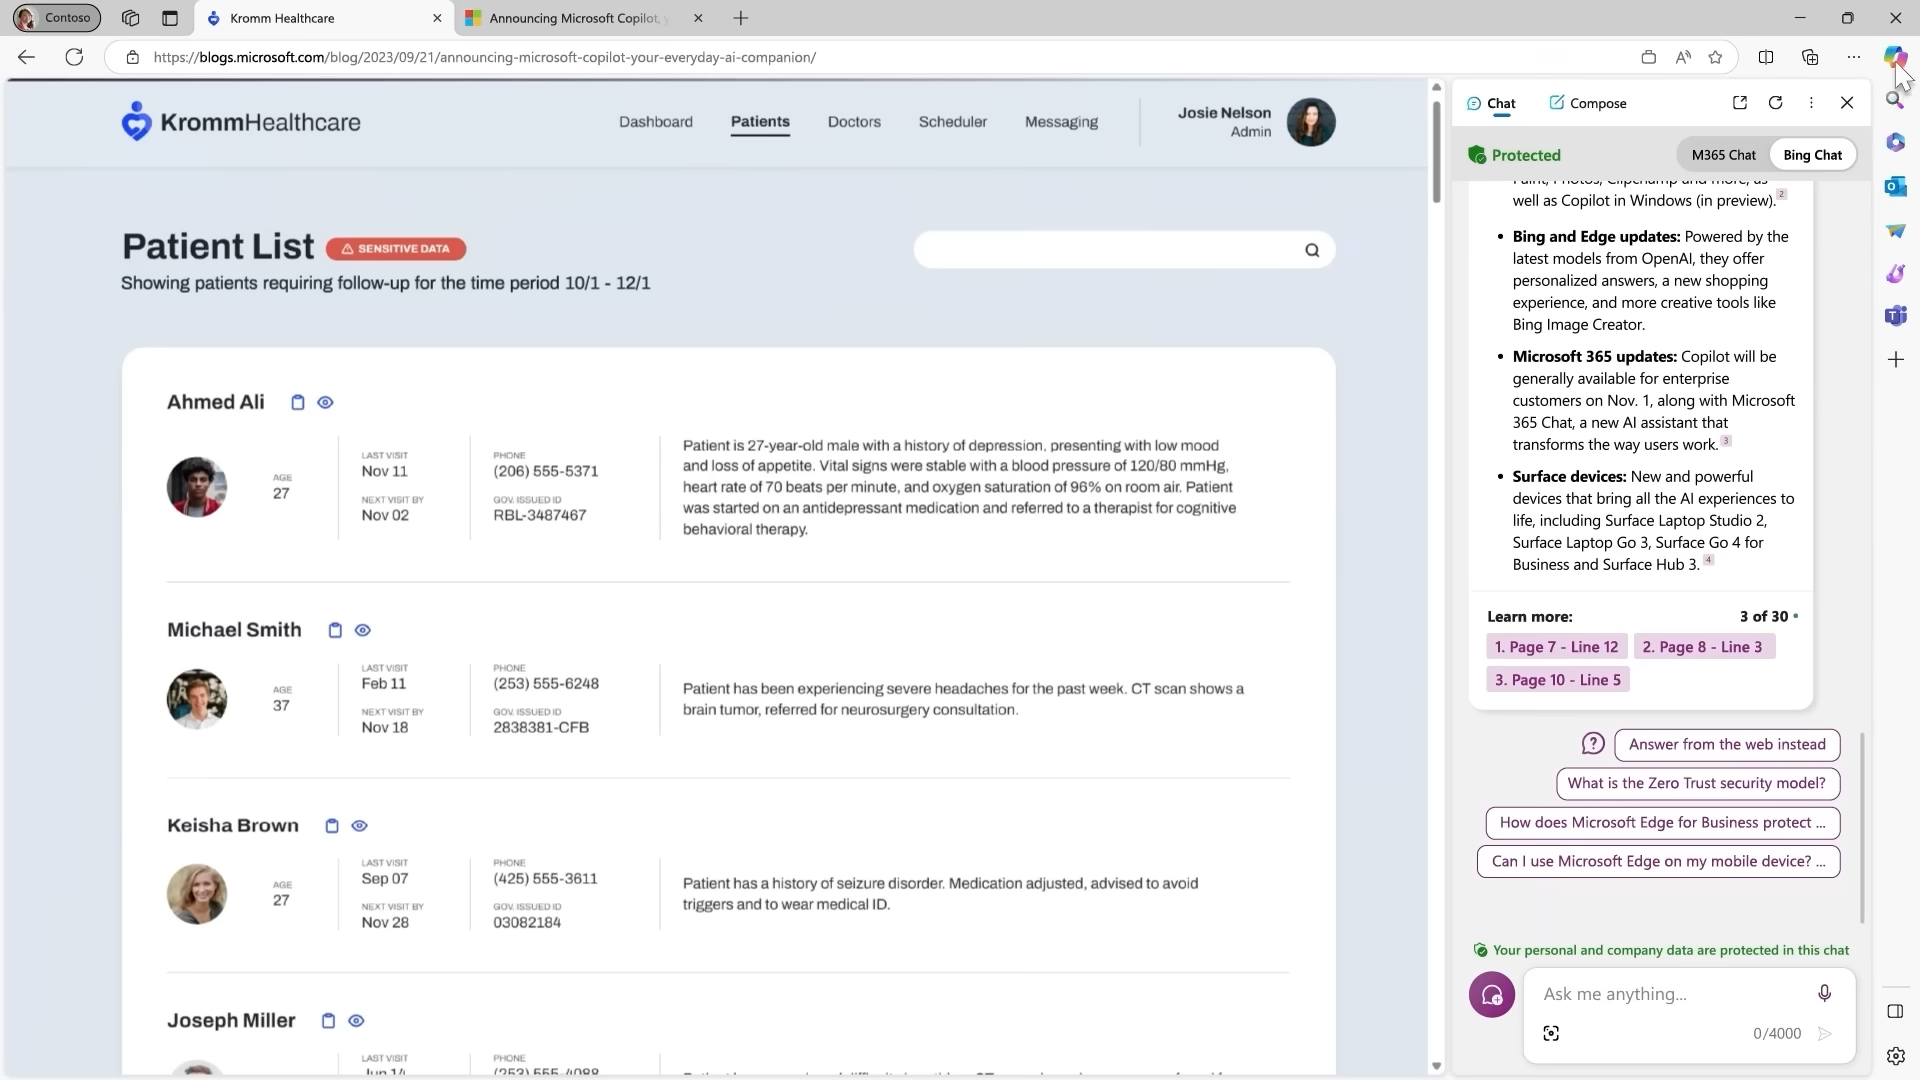 Contoso
Kromm Healthcare
Announcing Microsoft Copilot,
https://blogs.microsoft.com/blog/2023/09/21/announcing-microsoft-copilot-your-everyday-ai-companion/
KrommHealthcare
Dashboard
Patients
Doctors
Scheduler
Messaging
Josie Nelson
Admin
Patient List
SENSITIVE DATA
Showing patients requiring follow-up for the time period 10/1 - 12/1
Ahmed Ali
AGE
27
LAST VISIT
Nov 11
NEXT VISIT BY
Nov 02
PHONE
(206) 555-5371
GOV. ISSUED ID
RBL-3487467
Patient is 27-year-old male with a history of depression, presenting with low mood
and loss of appetite. Vital signs were stable with a blood pressure of 120/80 mmHg,
heart rate of 70 beats per minute, and oxygen saturation of 96% on room air. Patient
was started on an antidepressant medication and referred to a therapist for cognitive
behavioral therapy.
Michael Smith
AGE
37
LAST VISIT
Feb 11
NEXT VISIT BY
Nov 18
PHONE
(253) 555-6248
GOV. ISSUED ID
2838381-CFB
Patient has been experiencing severe headaches for the past week. CT scan shows a
brain tumor, referred for neurosurgery consultation.
Keisha Brown
AGE
27
LAST VISIT
Sep 07
NEXT VISIT BY
Nov 28
PHONE
(425) 555-3611
GOV. ISSUED ID
03082184
Patient has a history of seizure disorder. Medication adjusted, advised to avoid
triggers and to wear medical ID.
Joseph Miller
LAST VISIT
PHONE
(253) 555-4088
Chat
Compose
Protected
M365 Chat
Bing Chat
Paint, Photos, Clipchamp and more, as
well as Copilot in Windows (in preview). 2
• Bing and Edge updates: Powered by the
latest models from OpenAI, they offer
personalized answers, a new shopping
experience, and more creative tools like
Bing Image Creator.
• Microsoft 365 updates: Copilot will be
generally available for enterprise
customers on Nov. 1, along with Microsoft
365 Chat, a new AI assistant that
transforms the way users work. 3
• Surface devices: New and powerful
devices that bring all the AI experiences to
life, including Surface Laptop Studio 2,
Surface Laptop Go 3, Surface Go 4 for
Business and Surface Hub 3. 4
Learn more:
3 of 30 •
1. Page 7 - Line 12
2. Page 8 - Line 3
3. Page 10 - Line 5
Answer from the web instead
What is the Zero Trust security model?
How does Microsoft Edge for Business protect ...
Can I use Microsoft Edge on my mobile device? ...
Your personal and company data are protected in this chat
Ask me anything...
0/4000